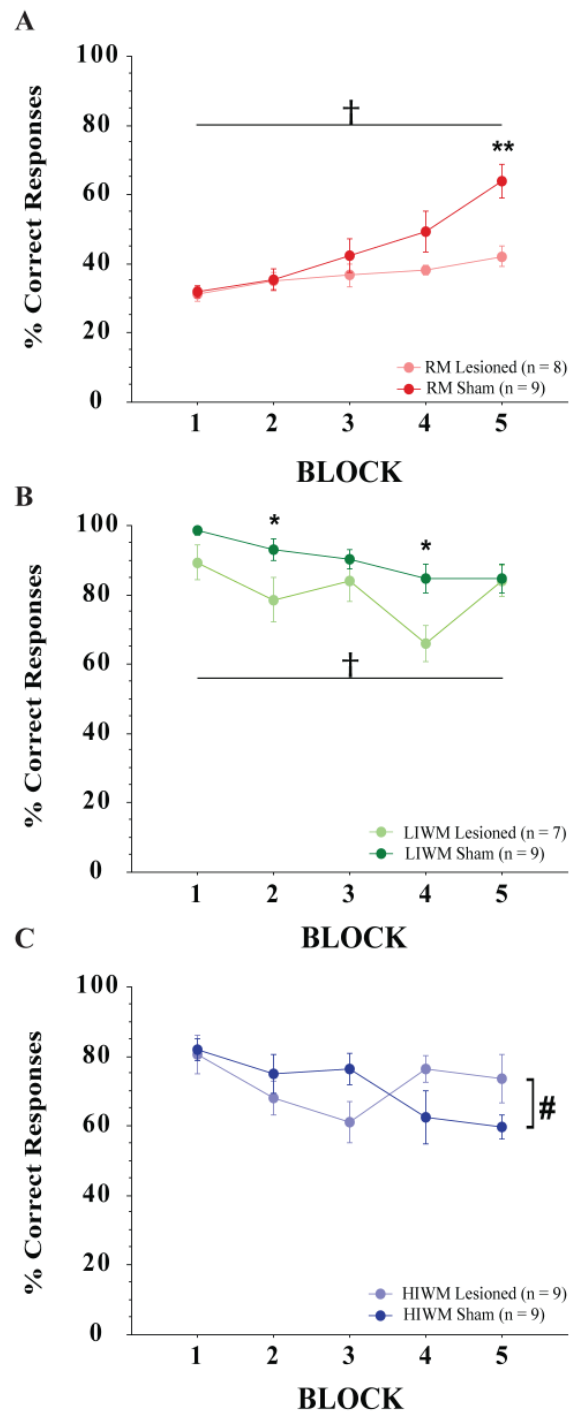 A
% Correct Responses
100
80
60
40
20
0
†
**
RM Lesioned (n = 8)
RM Sham (n = 9)
1 2 3 4 5
BLOCK
B
% Correct Responses
100
80
60
40
20
0
*
*
†
LIWM Lesioned (n = 7)
LIWM Sham (n = 9)
1 2 3 4 5
BLOCK
C
% Correct Responses
100
80
60
40
20
0
#
HIWM Lesioned (n = 9)
HIWM Sham (n = 9)
1 2 3 4 5
BLOCK